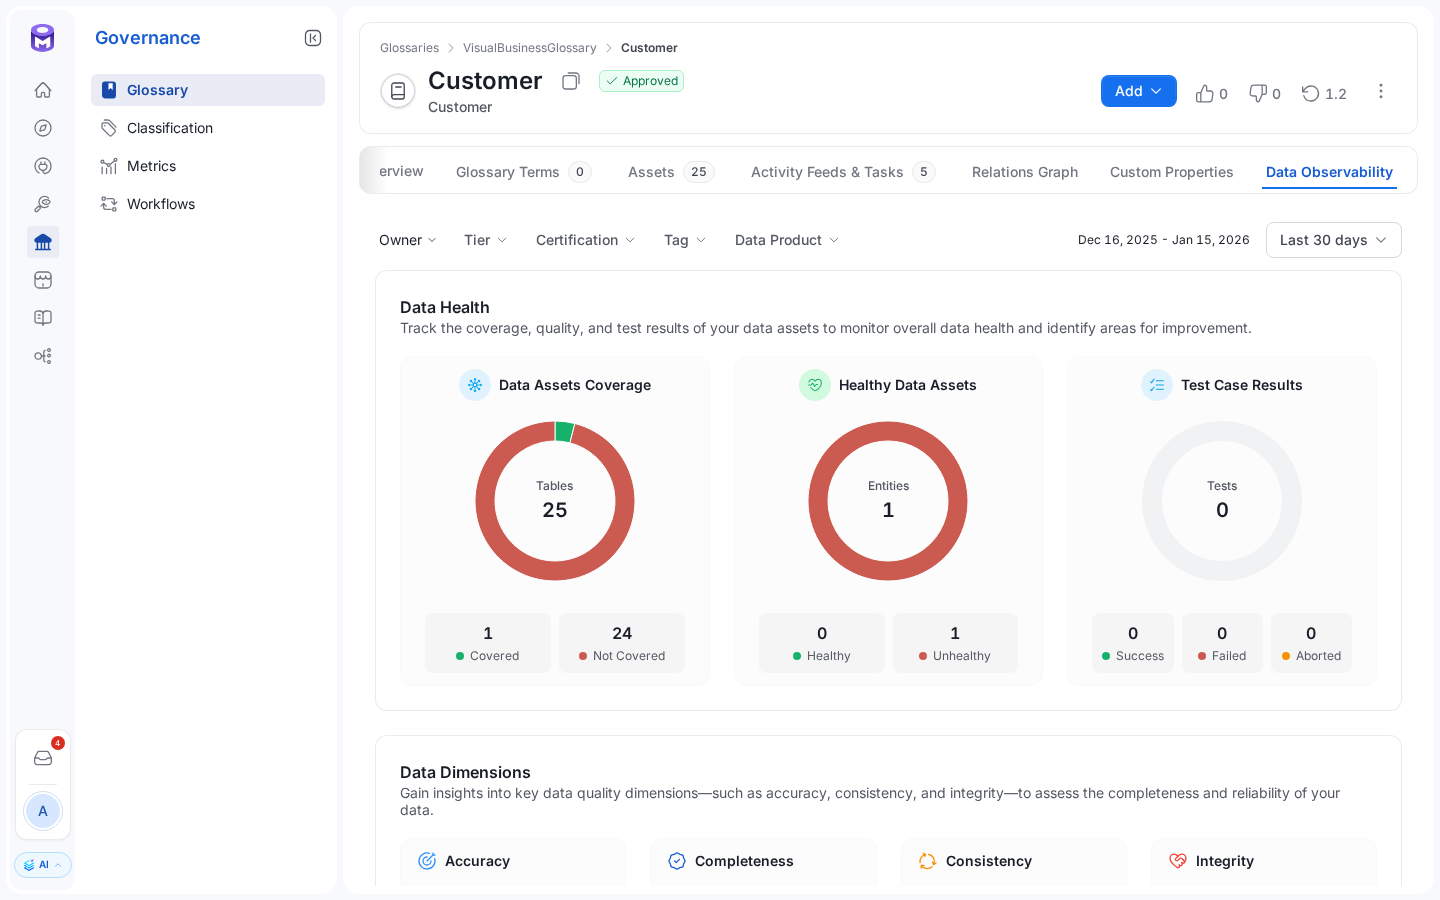 Governance
Glossary
Classification
Metrics
Workflows
4
A
AI
Glossaries
VisualBusinessGlossary
Customer
Customer
Approved
Customer
Add
0
0
1.2
erview
Glossary Terms 0
Assets 25
Activity Feeds & Tasks 5
Relations Graph
Custom Properties
Data Observability
Owner
Tier
Certification
Tag
Data Product
Dec 16, 2025 - Jan 15, 2026
Last 30 days
Data Health
Track the coverage, quality, and test results of your data assets to monitor overall data health and identify areas for improvement.
Data Assets Coverage
Tables
25
1
Covered
24
Not Covered
Healthy Data Assets
Entities
1
0
Healthy
1
Unhealthy
Test Case Results
Tests
0
0
Success
0
Failed
0
Aborted
Data Dimensions
Gain insights into key data quality dimensions—such as accuracy, consistency, and integrity—to assess the completeness and reliability of your
data.
Accuracy
Completeness
Consistency
Integrity